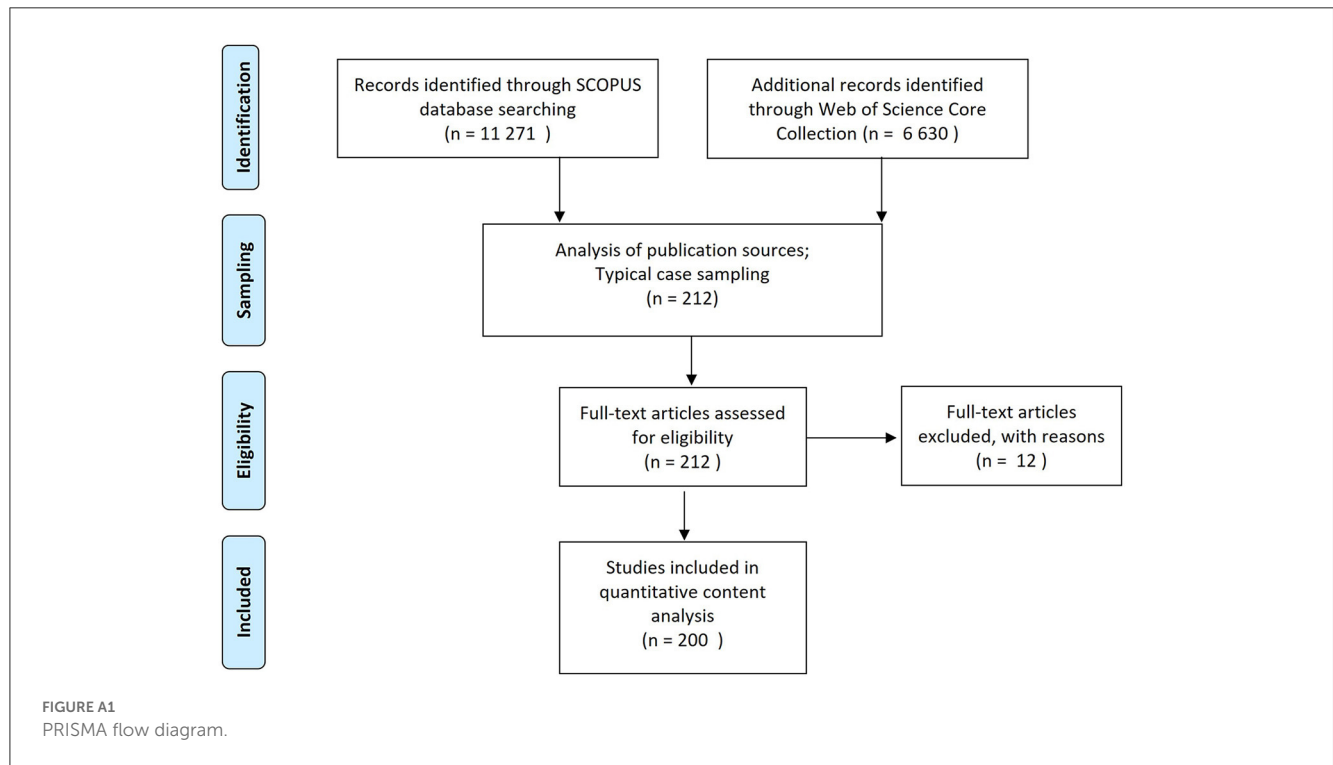 Identification
Records identified through SCOPUS
database searching
(n = 11 271  )
Additional records identified
through Web of Science Core
Collection (n =  6 630  )
Sampling
Analysis of publication sources;
Typical case sampling
(n = 212)
Eligibility
Full-text articles assessed
for eligibility
(n = 212  )
Full-text articles
excluded, with reasons
(n =  12  )
Included
Studies included in
quantitative content
analysis
(n = 200  )
FIGURE A1
PRISMA flow diagram.